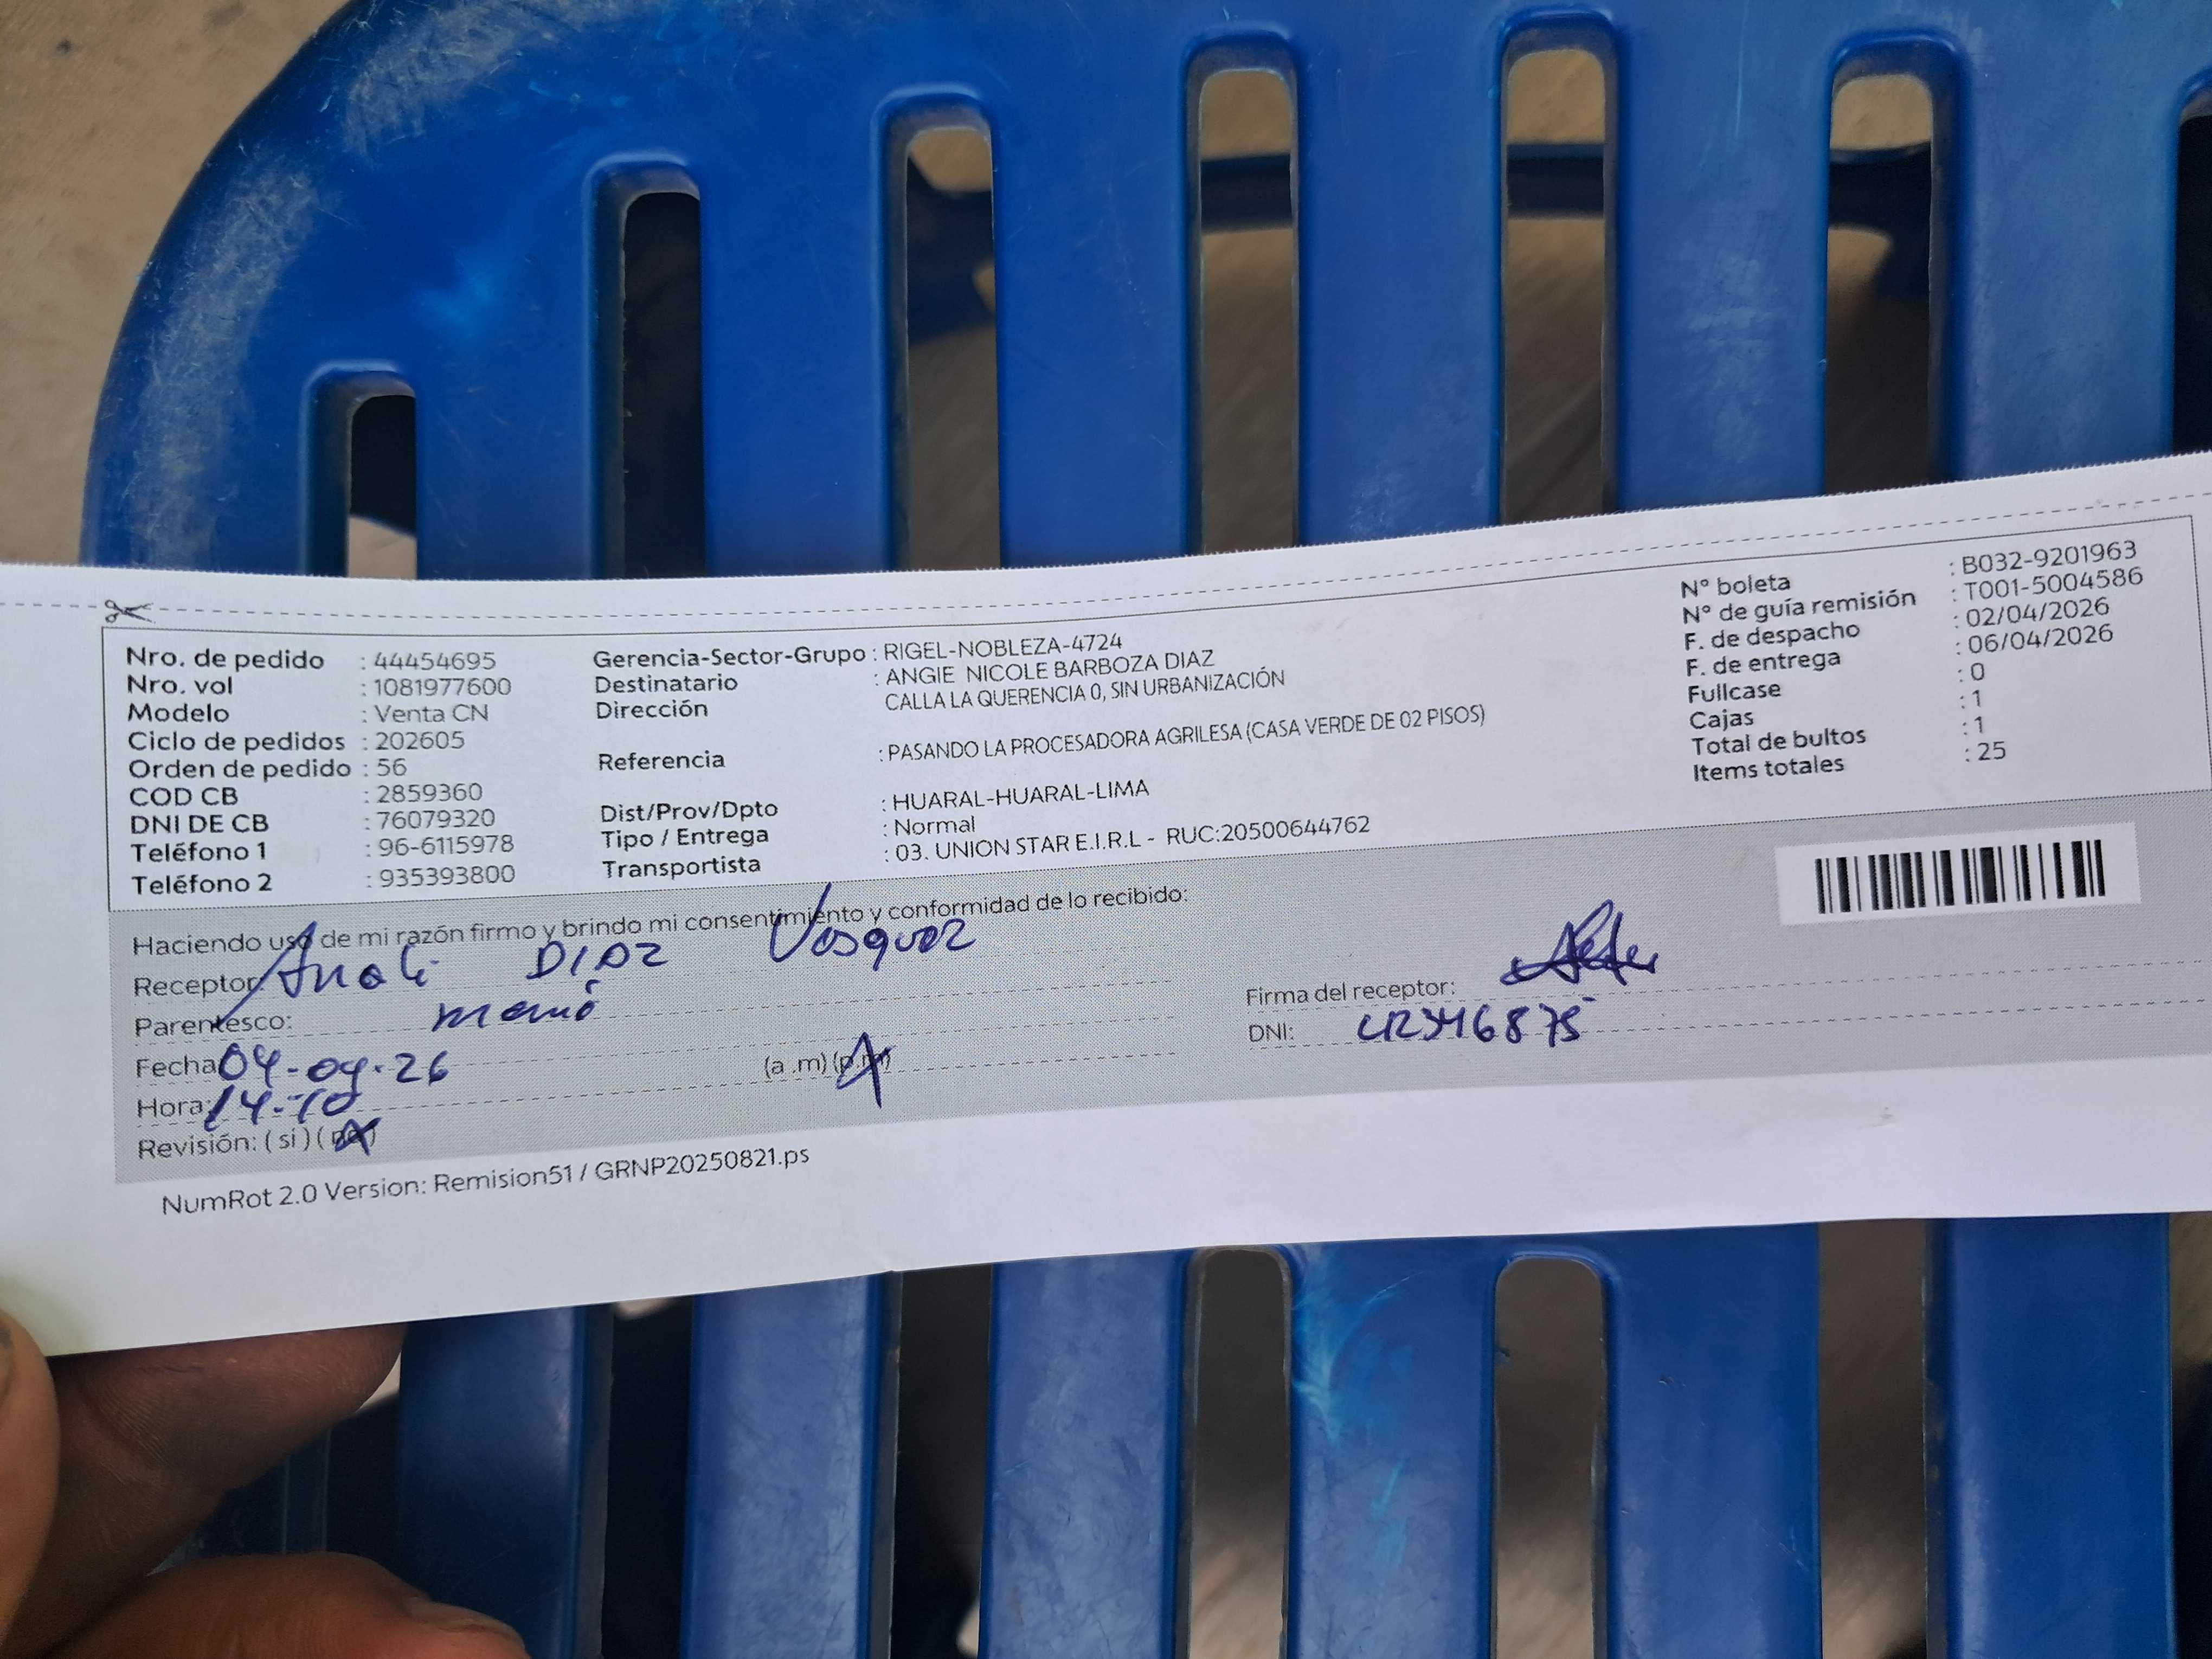 Nro. de pedido : 44454695
Nro. vol : 1081977600
Modelo : Venta CN
Ciclo de pedidos : 202605
Orden de pedido : 56
COD CB : 2859360
DNI DE CB : 76079320
Teléfono 1 : 96-6115978
Teléfono 2 : 935393800
Gerencia-Sector-Grupo : RIGEL-NOBLEZA-4724
Destinatario : ANGIE NICOLE BARBOZA DIAZ
Dirección CALLA LA QUERENCIA 0, SIN URBANIZACIÓN
Referencia : PASANDO LA PROCESADORA AGRILESA (CASA VERDE DE 02 PISOS)
Dist/Prov/Dpto : HUARAL-HUARAL-LIMA
Tipo / Entrega : Normal
Transportista : 03. UNION STAR E.I.R.L - RUC:20500644762
N° boleta : B032-9201963
N° de guía remisión : T001-5004586
F. de despacho : 02/04/2026
F. de entrega : 06/04/2026
Fullcase : 0
Cajas : 1
Total de bultos : 1
Items totales : 25
Haciendo uso de mi razón firmo y brindo mi consentimiento y conformidad de lo recibido:
Receptor: Anali DIAZ Vasquez
Parentesco: mamá
Fecha: 04-04-26
Hora: 14-10 (a .m) (p.m)
Revisión: ( si ) ( no )
Firma del receptor:
DNI:
NumRot 2.0 Version: Remision51 / GRNP20250821.ps